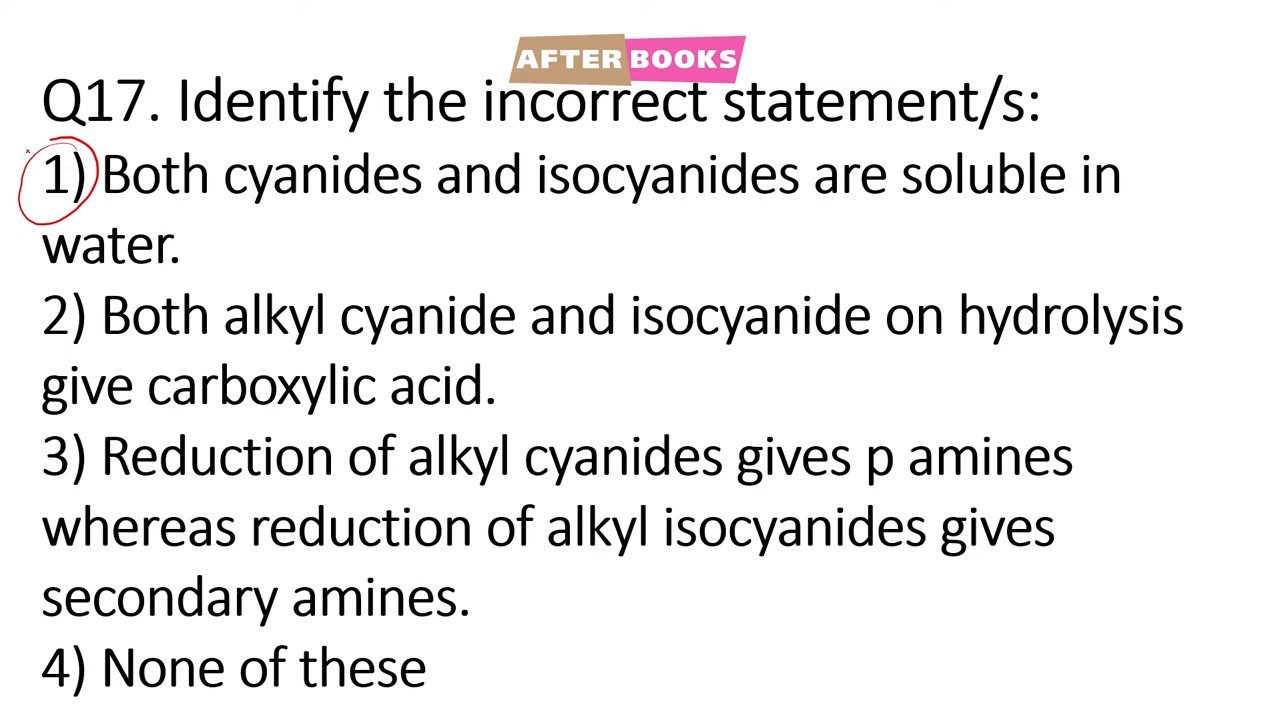 AFTER BOOKS
Q17. Identify the incorrect statement/s:
1) Both cyanides and isocyanides are soluble in
water.
2) Both alkyl cyanide and isocyanide on hydrolysis
give carboxylic acid.
3) Reduction of alkyl cyanides gives p amines
whereas reduction of alkyl isocyanides gives
secondary amines.
4) None of these